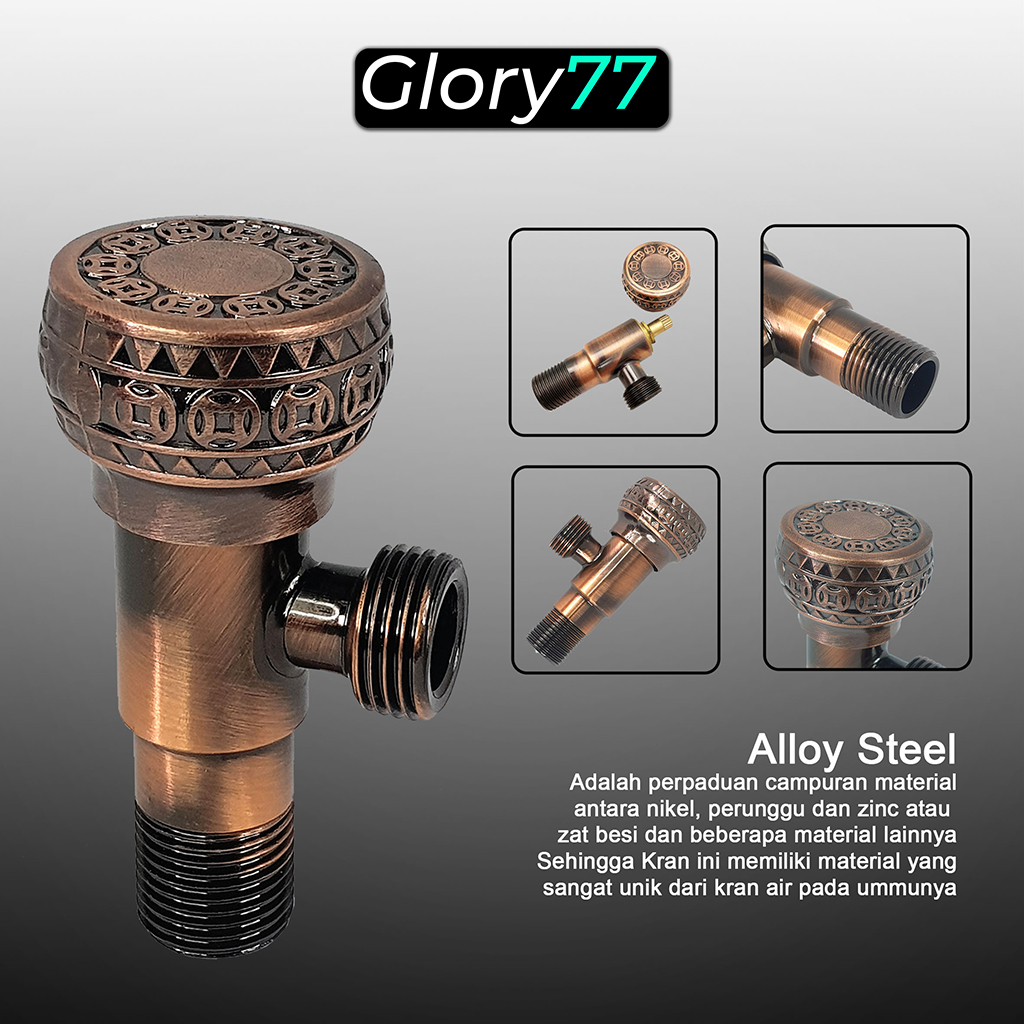 Glory77
Alloy Steel
Adalah perpaduan campuran material
antara nikel, perunggu dan zinc atau
zat besi dan beberapa material lainnya
Sehingga Kran ini memiliki material yang
sangat unik dari kran air pada ummunya